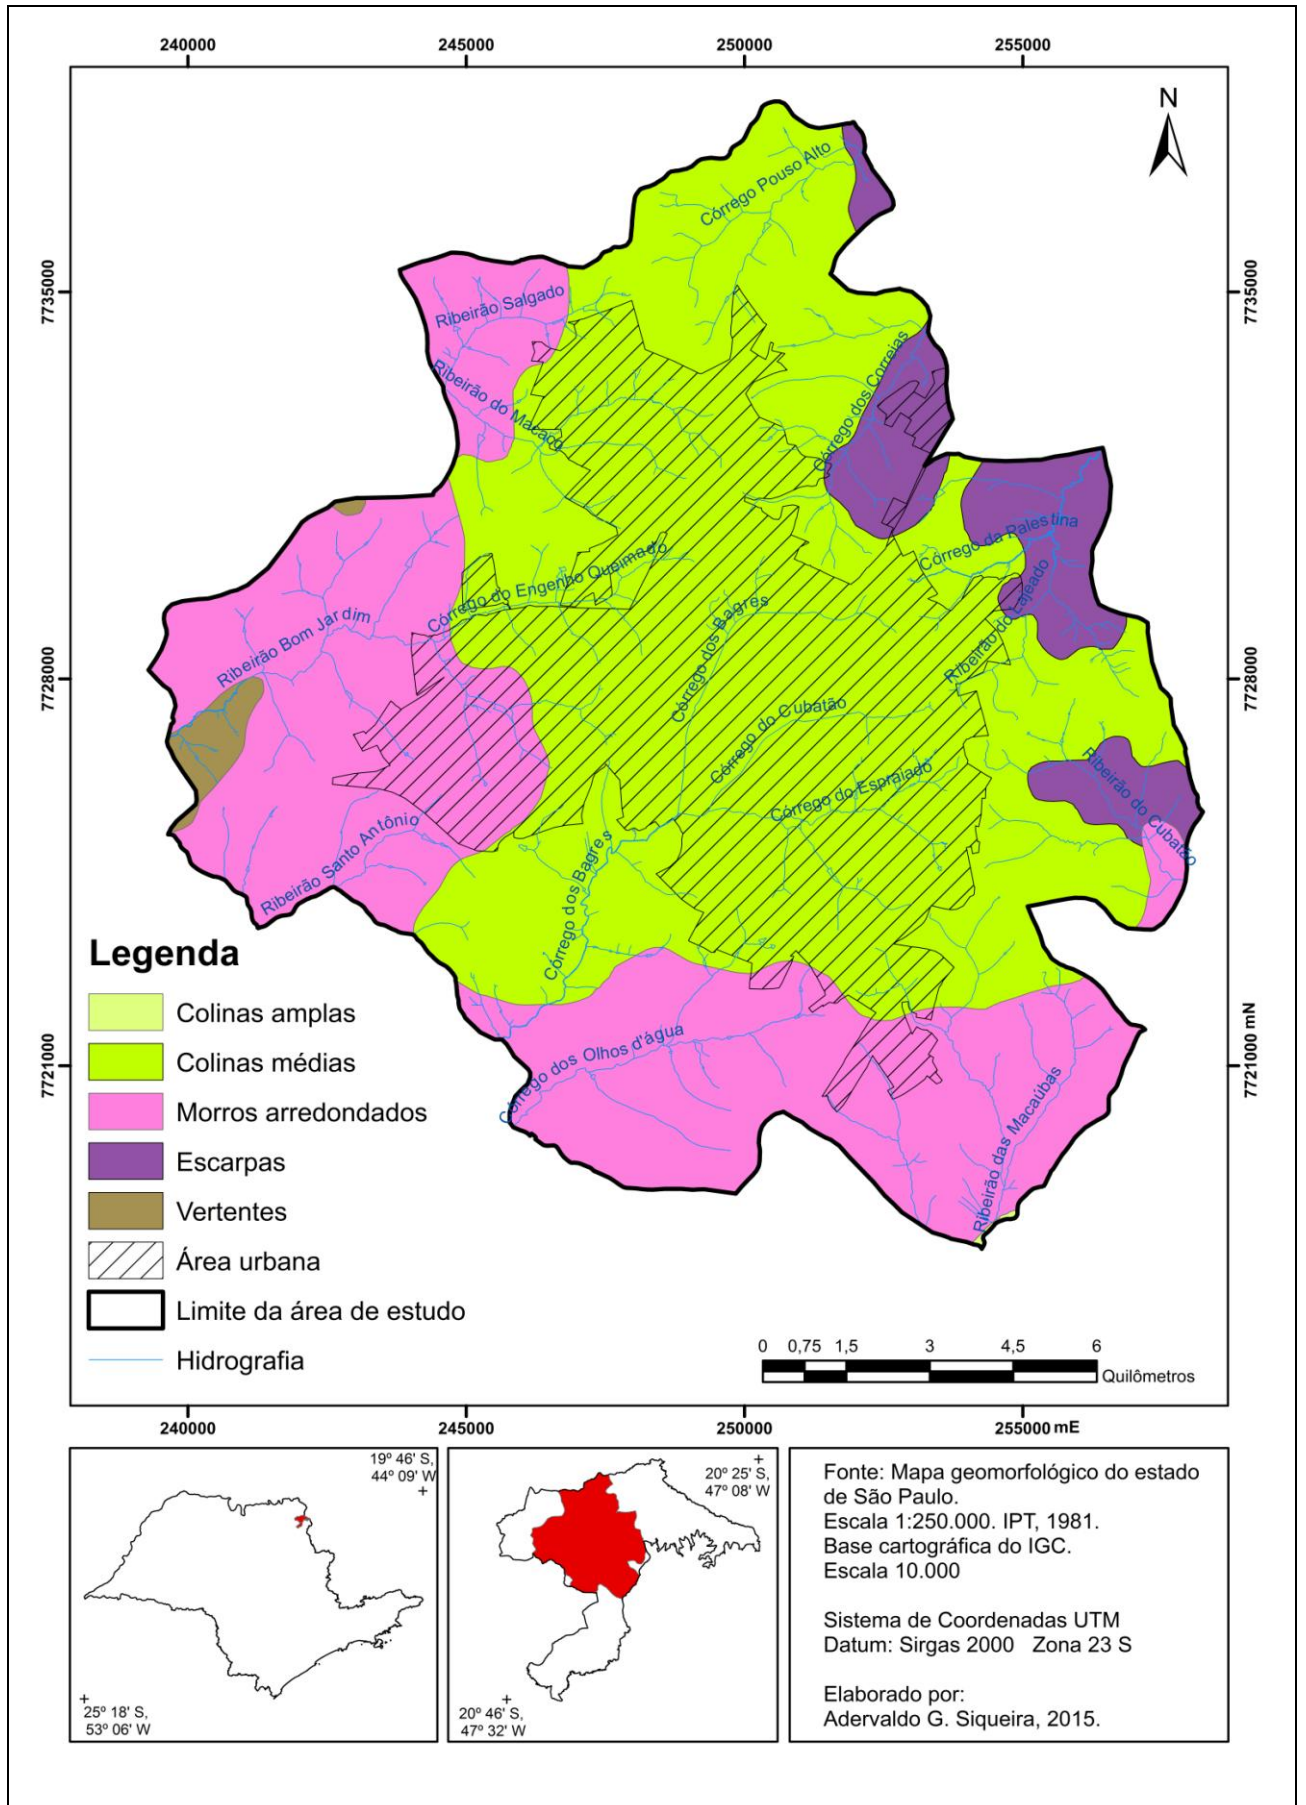 240000
245000
250000
255000
N
7735000
7735000
Córrego Pouso Alto
Ribeirão Salgado
Ribeirão do Macaco
Córrego dos Correias
Córrego da Palestina
Córrego do Engenho Queimado
Ribeirão do Lajeado
Córrego dos Bagres
Ribeirão Bom Jardim
7728000
7728000
Córrego do Cubatão
Córrego do Espraiado
Ribeirão do Cubatão
Ribeirão Santo Antônio
Córrego dos Bagres
Córrego dos Olhos d'água
Ribeirão das Macaúbas
7721000
7721000 mN
Legenda
Colinas amplas
Colinas médias
Morros arredondados
Escarpas
Vertentes
Área urbana
Limite da área de estudo
Hidrografia
0 0,75 1,5 3 4,5 6
Quilômetros
240000
245000
250000
255000 mE
19º 46' S,
44º 09' W
25º 18' S,
53º 06' W
20º 25' S,
47º 08' W
20º 46' S,
47º 32' W
Fonte: Mapa geomorfológico do estado
de São Paulo.
Escala 1:250.000. IPT, 1981.
Base cartográfica do IGC.
Escala 10.000
Sistema de Coordenadas UTM
Datum: Sirgas 2000 Zona 23 S
Elaborado por:
Adervaldo G. Siqueira, 2015.